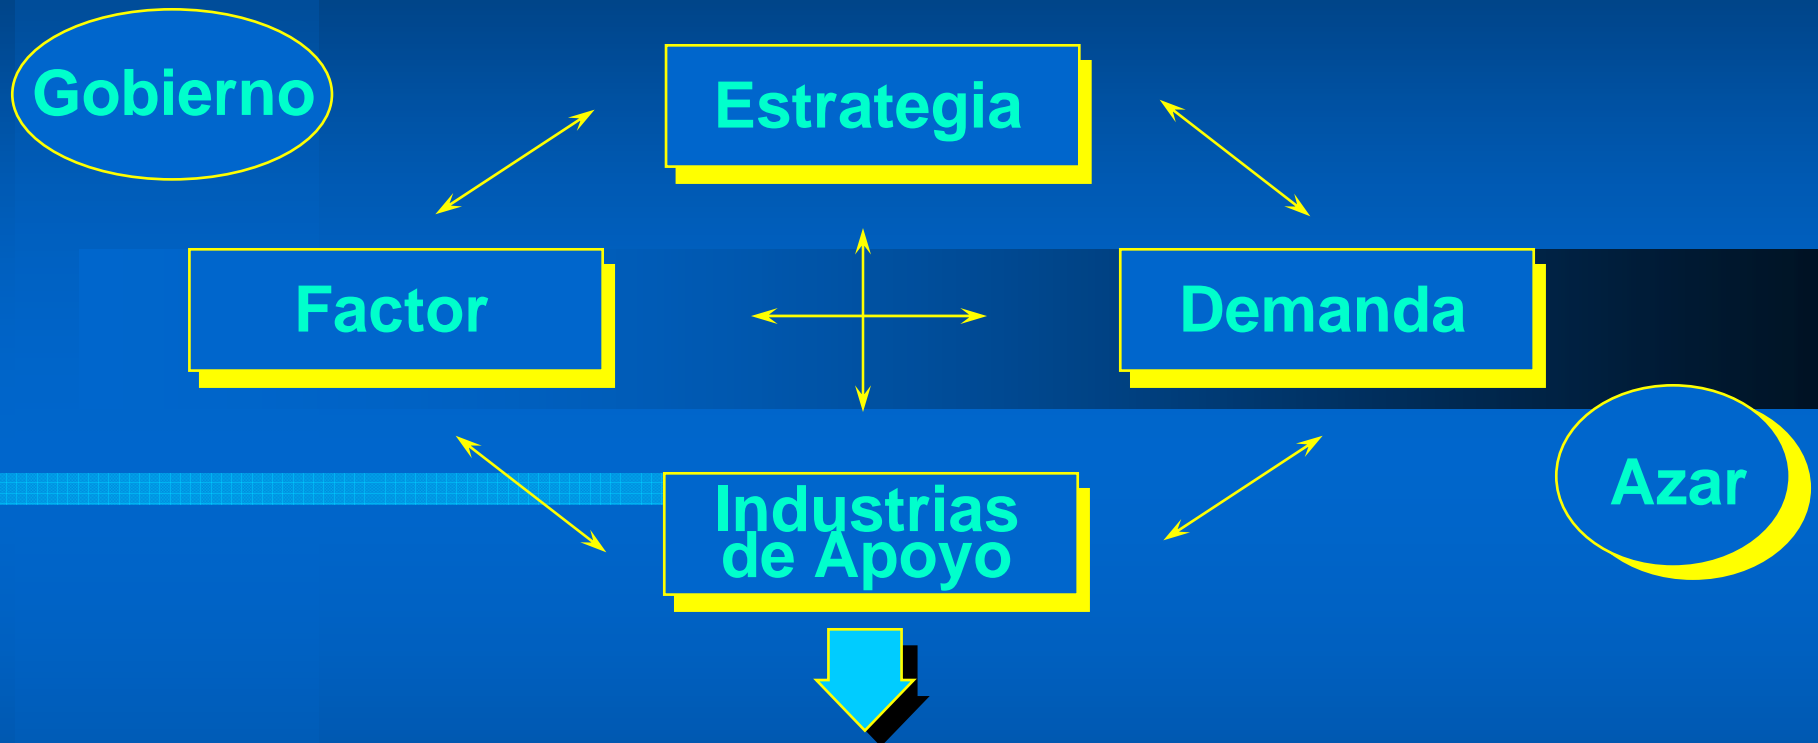 Gobierno
Estrategia
Factor
Demanda
Industrias
de Apoyo
Azar